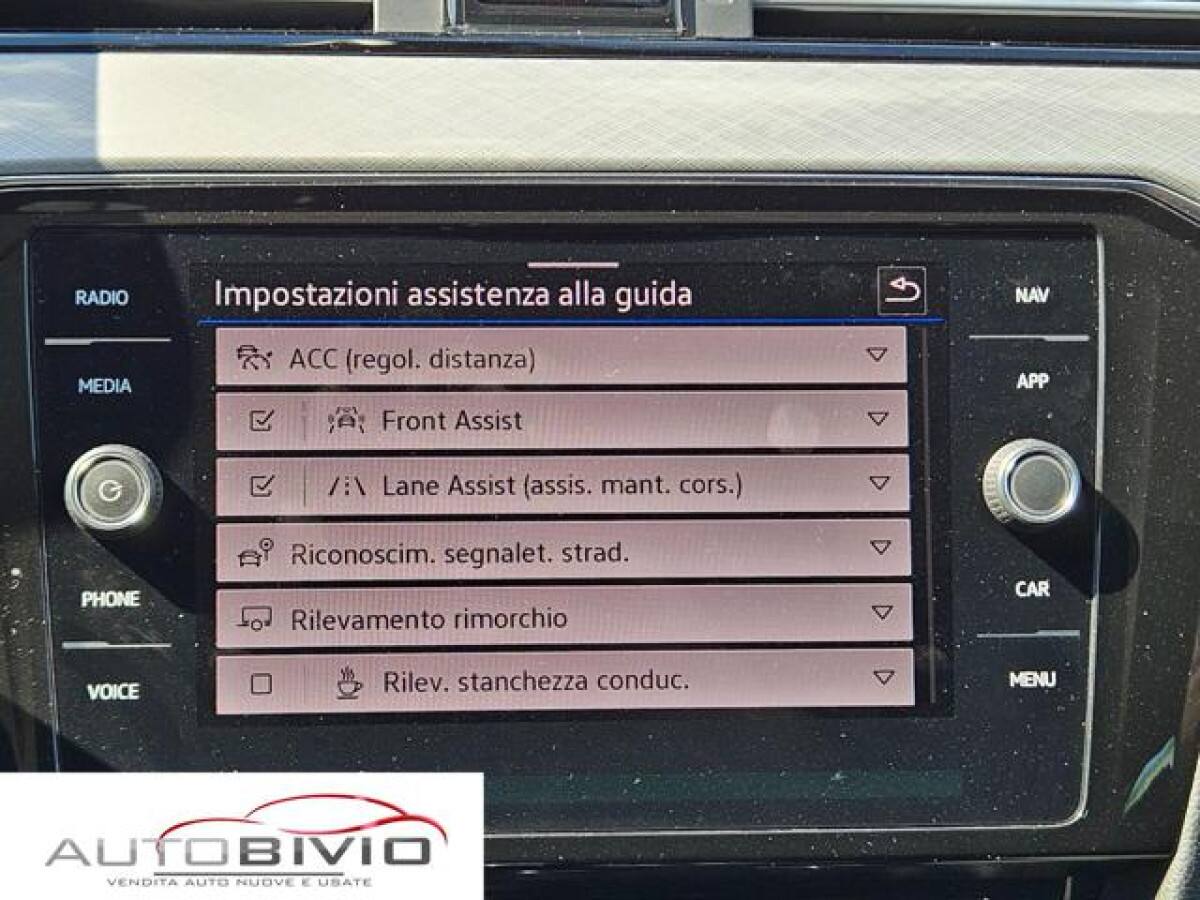 Impostazioni assistenza alla guida
RADIO
MEDIA
PHONE
VOICE
ACC (regol. distanza)
Front Assist
Lane Assist (assis. mant. cors.)
Riconoscim. segnalet. strad.
Rilevamento rimorchio
Rilev. stanchezza conduc.
NAV
APP
CAR
MENU
AUTOBIVIO
VENDITA AUTO NUOVE E USATE